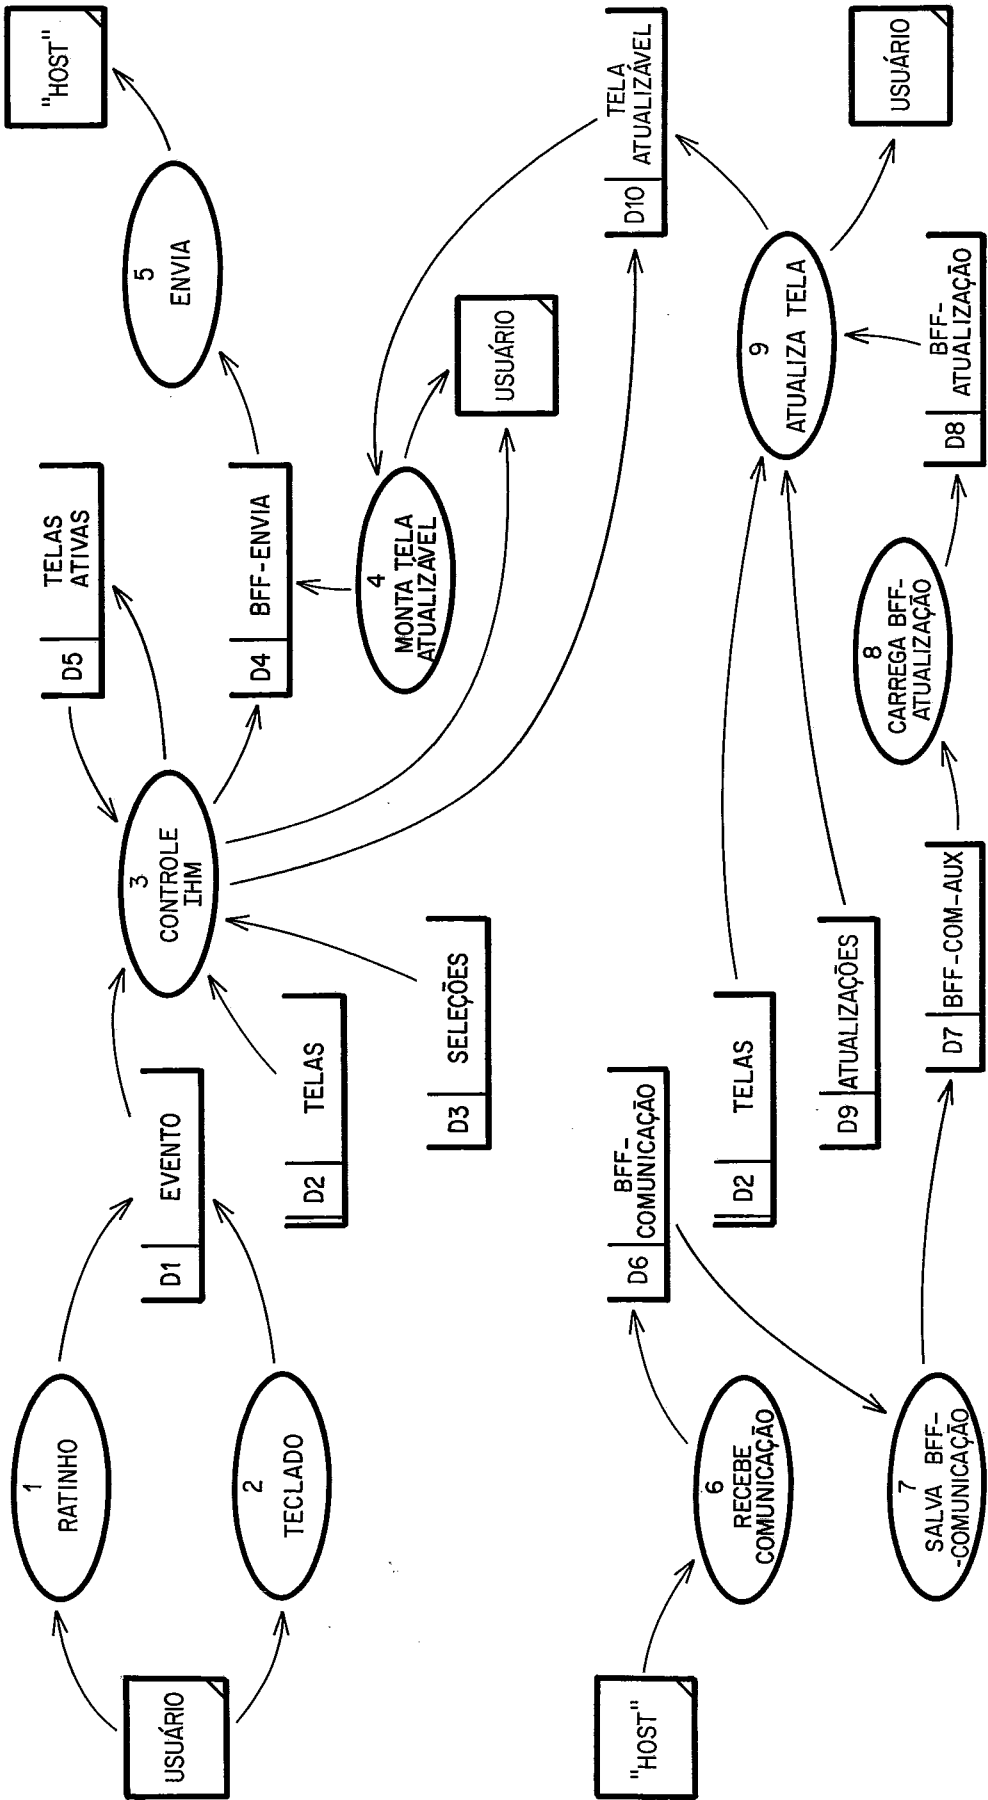 USUÁRIO
1
RATINHO
2
TECLADO
D1 EVENTO
D2 TELAS
D3 SELEÇÕES
3
CONTROLE
IHM
D5 TELAS
ATIVAS
D4 BFF-ENVIA
4
MONTA TELA
ATUALIZÁVEL
5
ENVIA
"HOST"
USUÁRIO
D10 TELA
ATUALIZÁVEL
"HOST"
6
RECEBE
COMUNICAÇÃO
7
SALVA BFF-
-COMUNICAÇÃO
D6 BFF-
COMUNICAÇÃO
D2 TELAS
D9 ATUALIZAÇÕES
D7 BFF-COM-AUX
8
CARREGA BFF-
ATUALIZAÇÃO
D8 BFF-
ATUALIZAÇÃO
9
ATUALIZA TELA
USUÁRIO